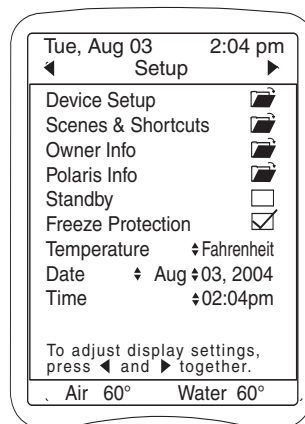 Tue, Aug 03 2:04 pm
Setup
Device Setup
Scenes & Shortcuts
Owner Info
Polaris Info
Standby
Freeze Protection
Temperature Fahrenheit
Date Aug 03, 2004
Time 02:04pm
To adjust display settings,
press ◀ and ▶ together.
Air 60° Water 60°